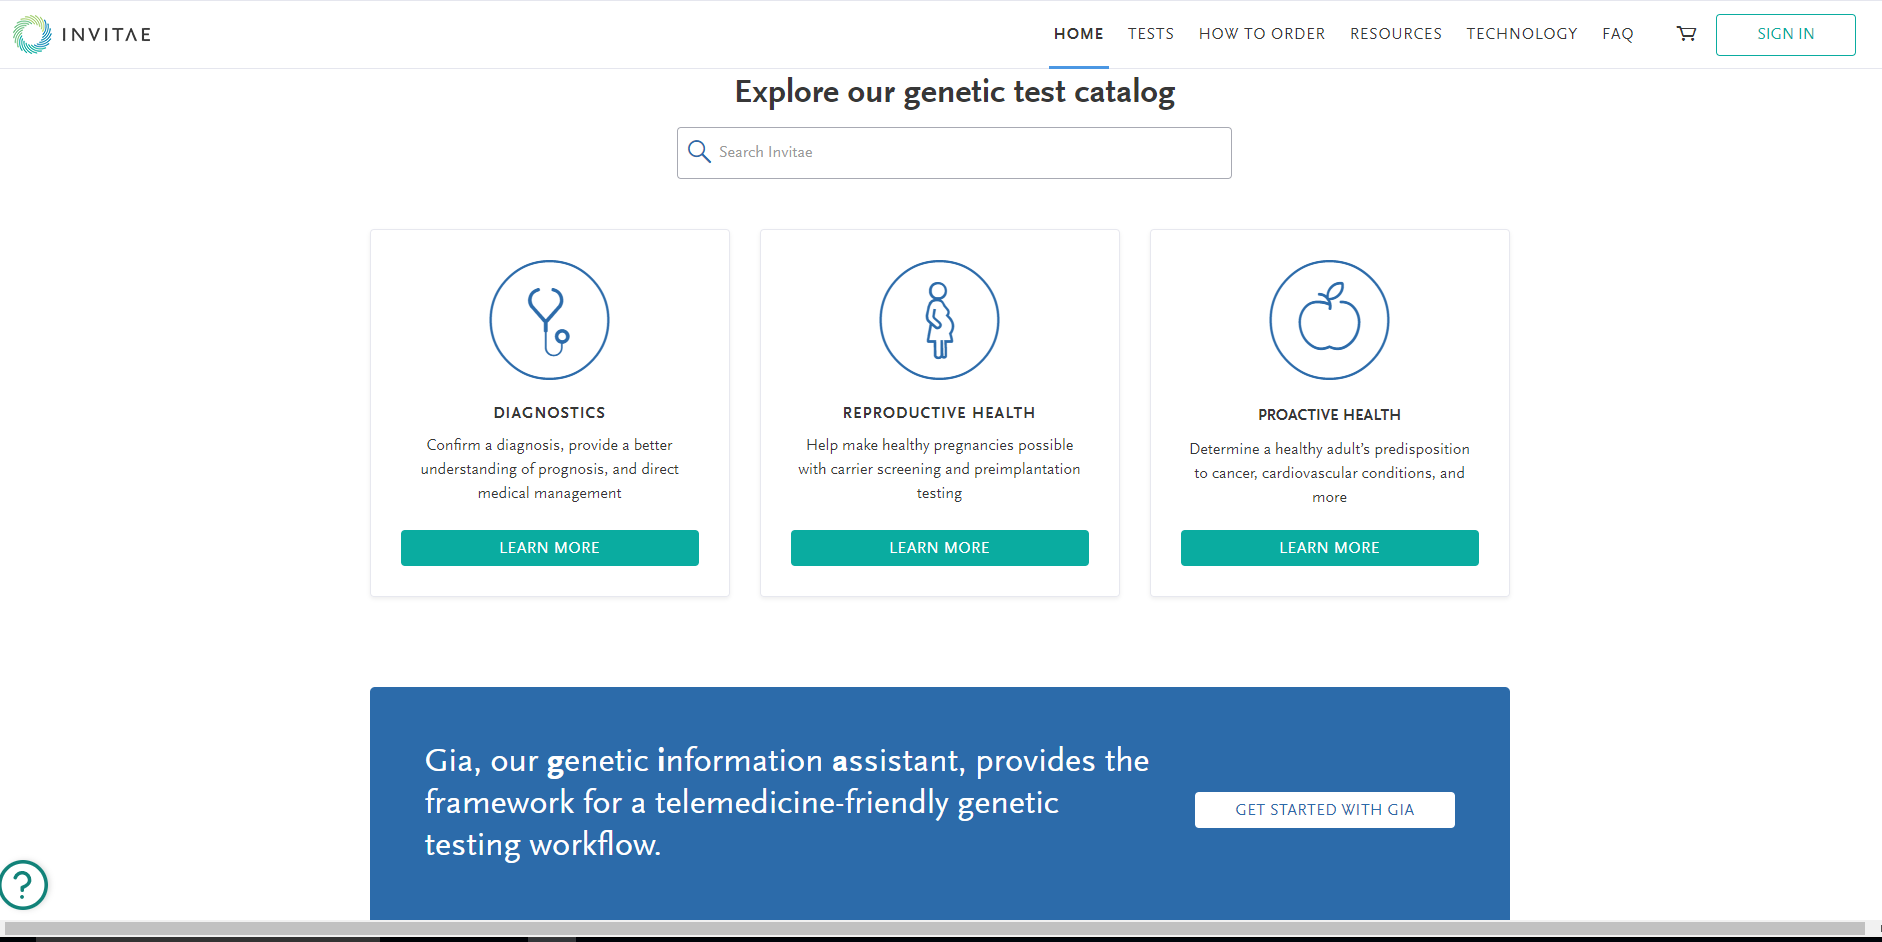 INVITAE
HOME TESTS HOW TO ORDER RESOURCES TECHNOLOGY FAQ SIGN IN
Explore our genetic test catalog
Search Invitae
DIAGNOSTICS
Confirm a diagnosis, provide a better
understanding of prognosis, and direct
medical management
LEARN MORE
REPRODUCTIVE HEALTH
Help make healthy pregnancies possible
with carrier screening and preimplantation
testing
LEARN MORE
PROACTIVE HEALTH
Determine a healthy adult’s predisposition
to cancer, cardiovascular conditions, and
more
LEARN MORE
Gia, our genetic information assistant, provides the
framework for a telemedicine-friendly genetic
testing workflow.
GET STARTED WITH GIA
?